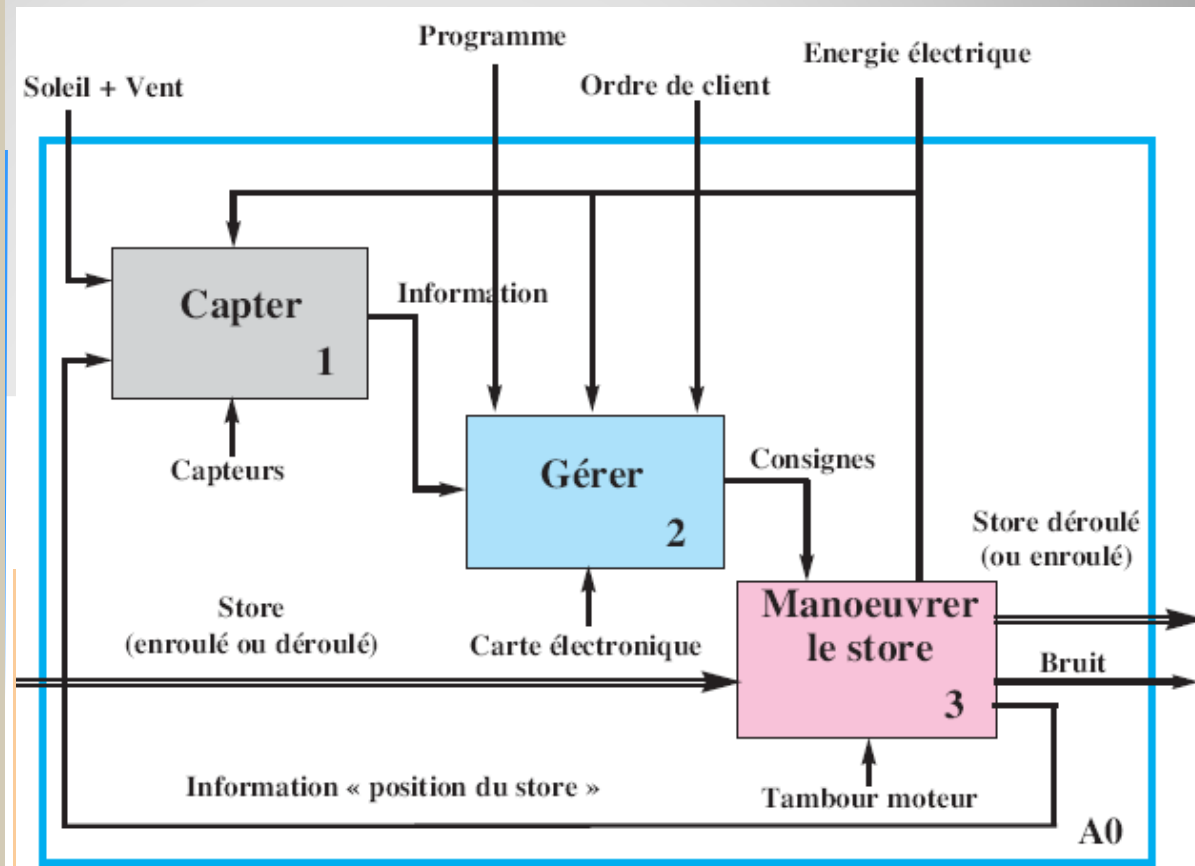 Programme
Energie électrique
Soleil + Vent
Ordre de client
Capter
1
Information
Capteurs
Gérer
2
Consignes
Store déroulé
(ou enroulé)
Store
(enroulé ou déroulé)
Carte électronique
Manoeuvrer
le store
3
Bruit
Information « position du store »
Tambour moteur
A0